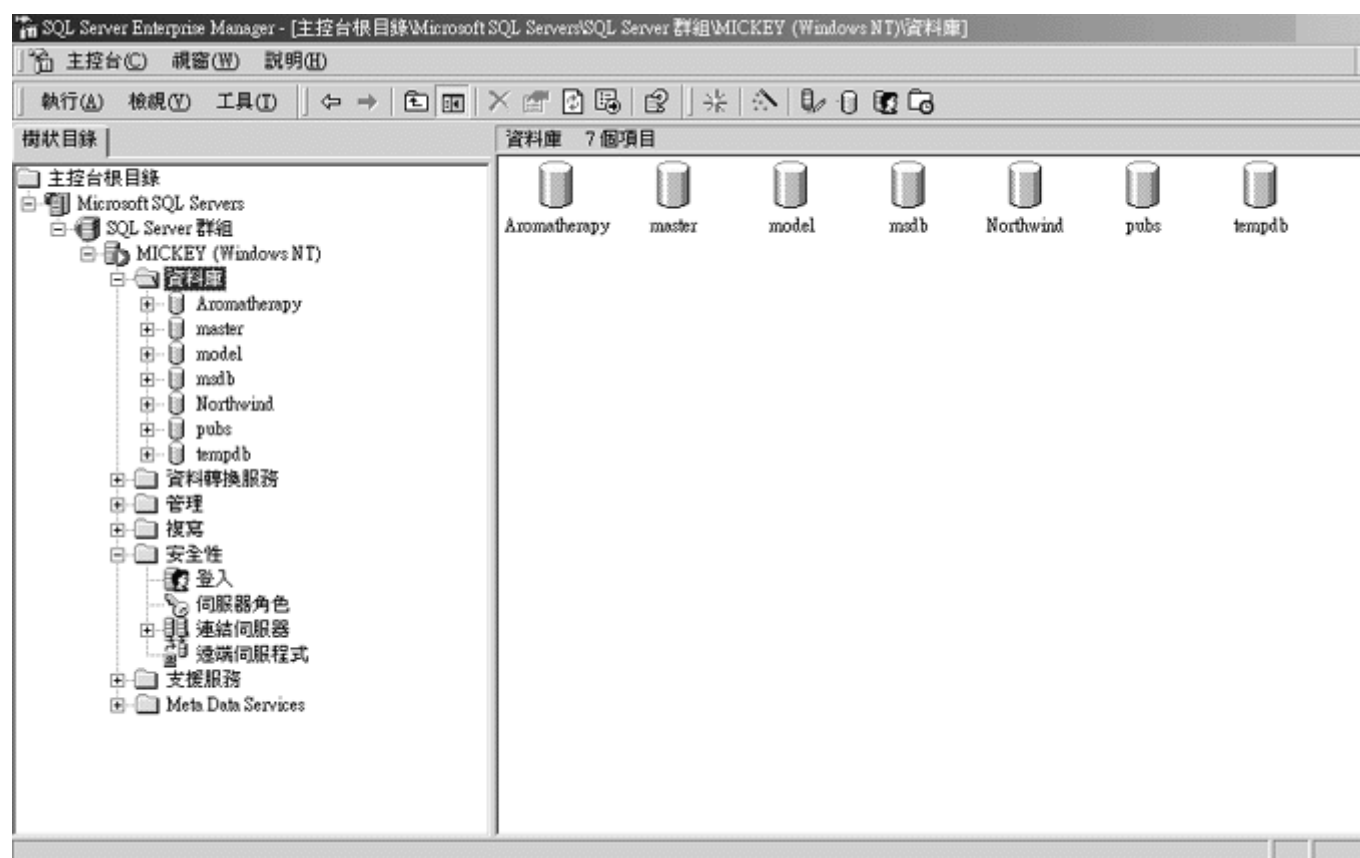 SQL Server Enterprise Manager - [主控台根目錄\Microsoft SQL Servers\SQL Server 群組\MICKEY (Windows NT)\資料庫]
主控台(C) 視窗(W) 說明(H)
執行(A) 檢視(V) 工具(T)
樹狀目錄
資料庫 7 個項目
主控台根目錄
Microsoft SQL Servers
SQL Server 群組
MICKEY (Windows NT)
資料庫
Aromatherapy
master
model
msdb
Northwind
pubs
tempdb
資料轉換服務
管理
複寫
安全性
登入
伺服器角色
連結伺服器
遠端伺服程式
支援服務
Meta Data Services
Aromatherapy master model msdb Northwind pubs tempdb